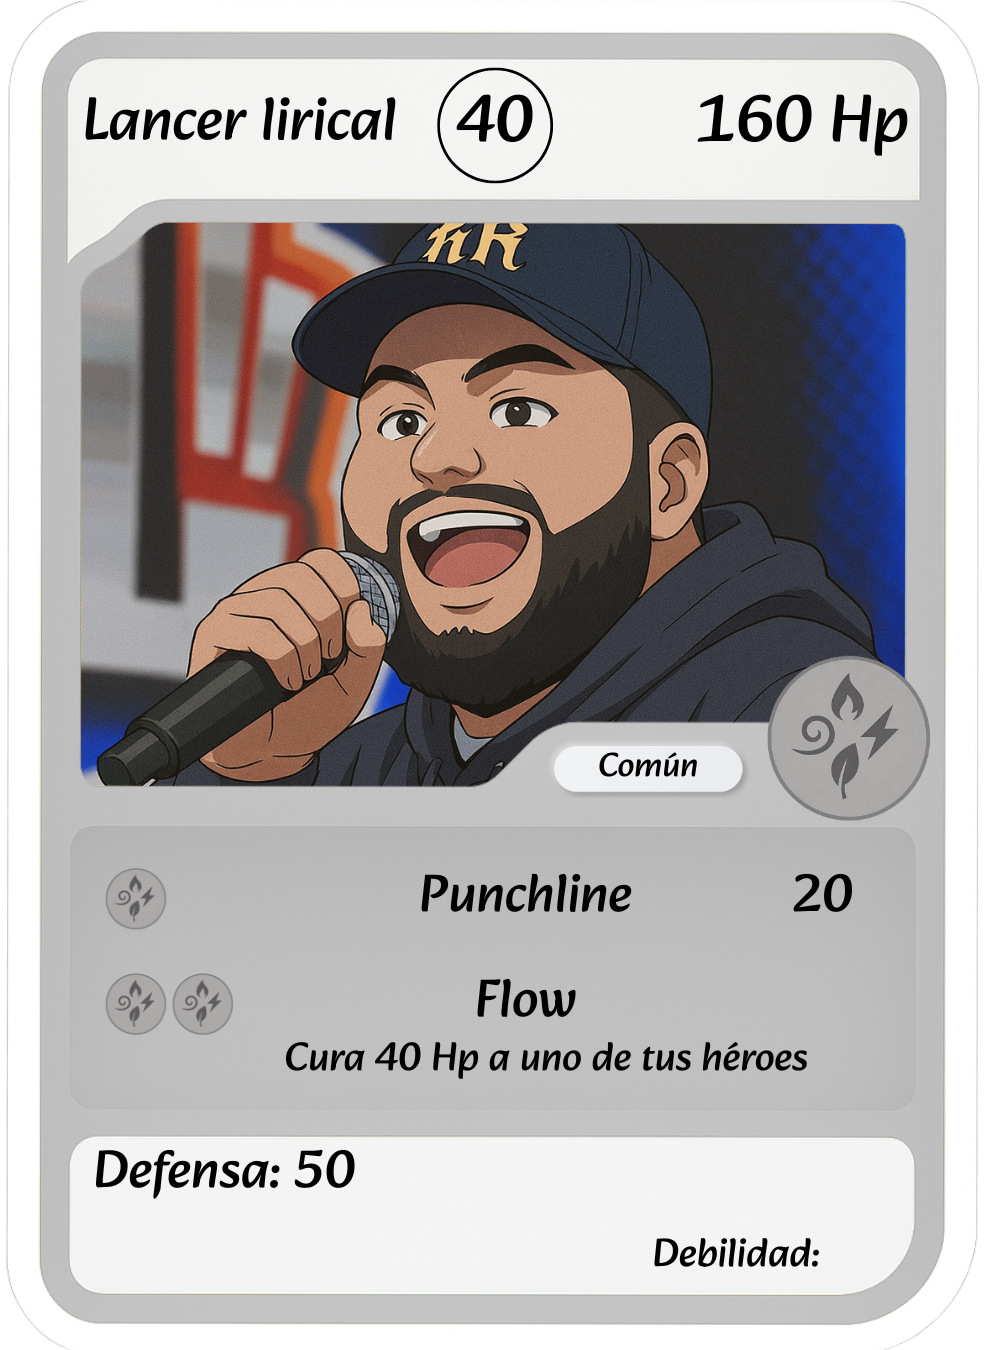 Lancer lirical 40 160 Hp
Común
Punchline 20
Flow
Cura 40 Hp a uno de tus héroes
Defensa: 50
Debilidad: